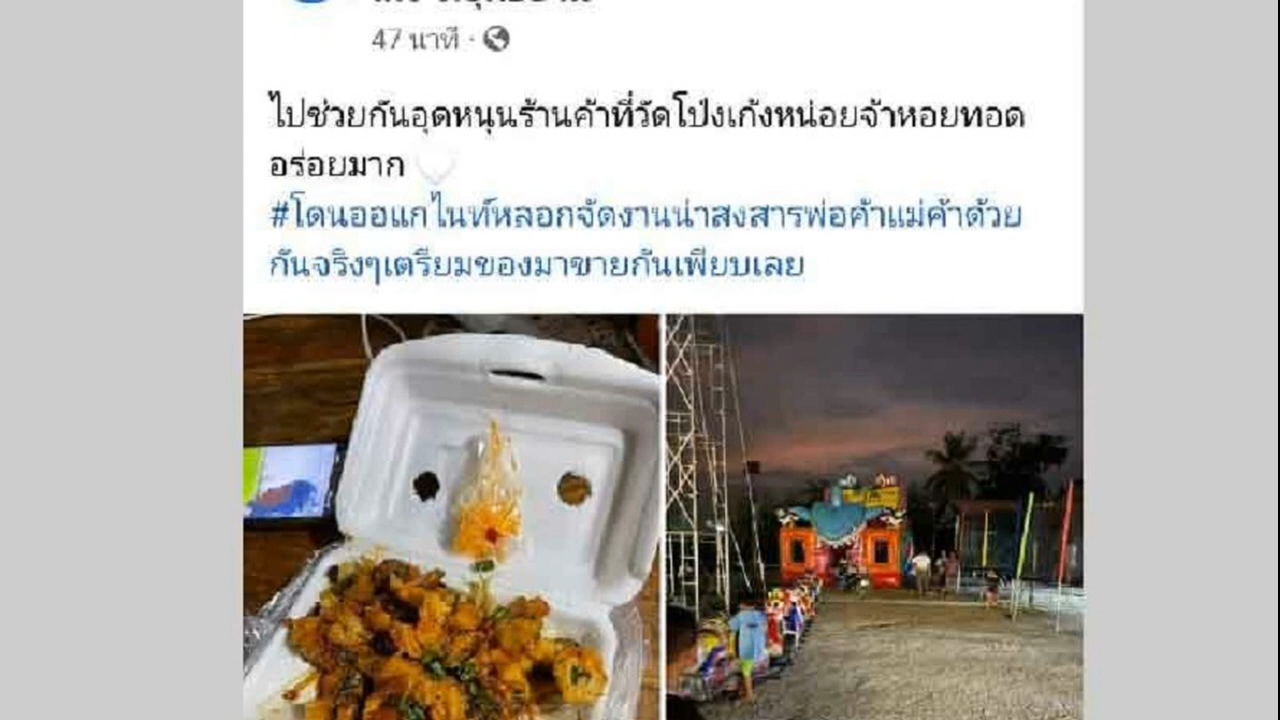 47 นาที ·
ไปช่วยกันอุดหนุนร้านค้าที่วัดโป่งเก้งหน่อยจ้าหอยทอด
อร่อยมาก
#โดนออแกไนท์หลอกจัดงานน่าสงสารพ่อค้าแม่ค้าด้วย
กันจริงๆเตรียมของมาขายกันเพียบเลย